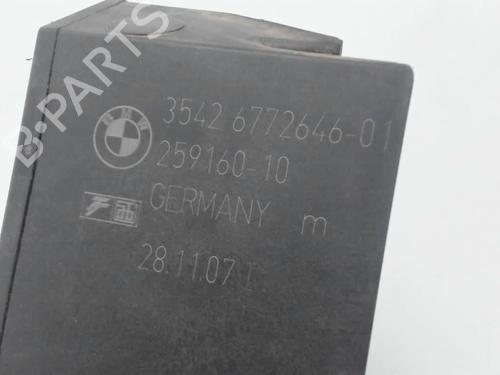 B-PARTS
3542 6772646-01
259160-10
GERMANY m
28.11.07 I